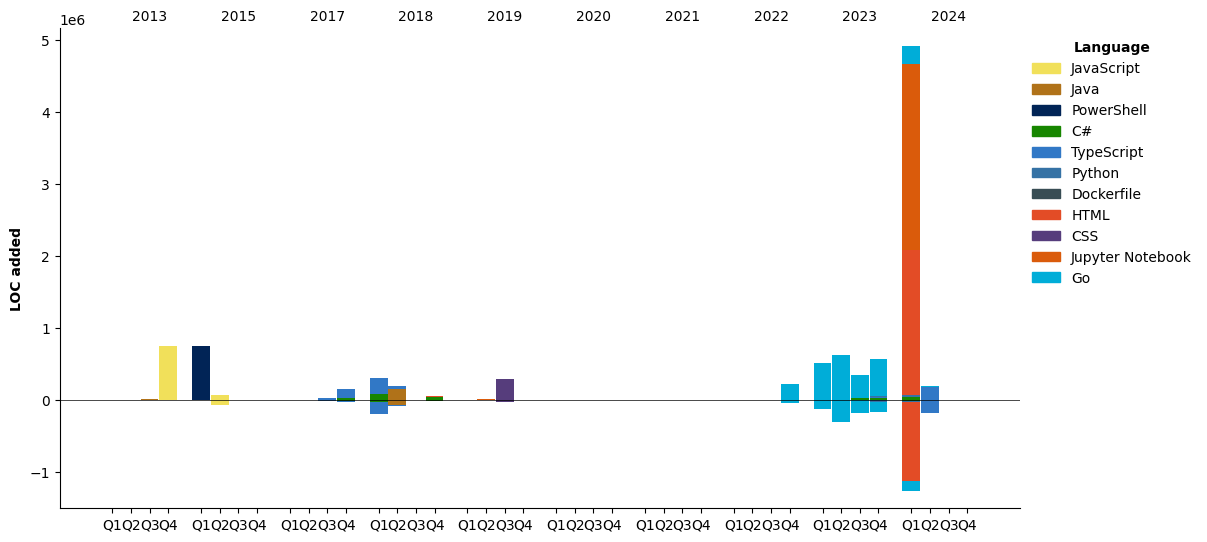 1e6
2013 2015 2017 2018 2019 2020 2021 2022 2023 2024
5
4
3
2
1
0
−1
LOC added
Q1Q2Q3Q4 Q1Q2Q3Q4 Q1Q2Q3Q4 Q1Q2Q3Q4 Q1Q2Q3Q4 Q1Q2Q3Q4 Q1Q2Q3Q4 Q1Q2Q3Q4 Q1Q2Q3Q4 Q1Q2Q3Q4
Language
JavaScript
Java
PowerShell
C#
TypeScript
Python
Dockerfile
HTML
CSS
Jupyter Notebook
Go